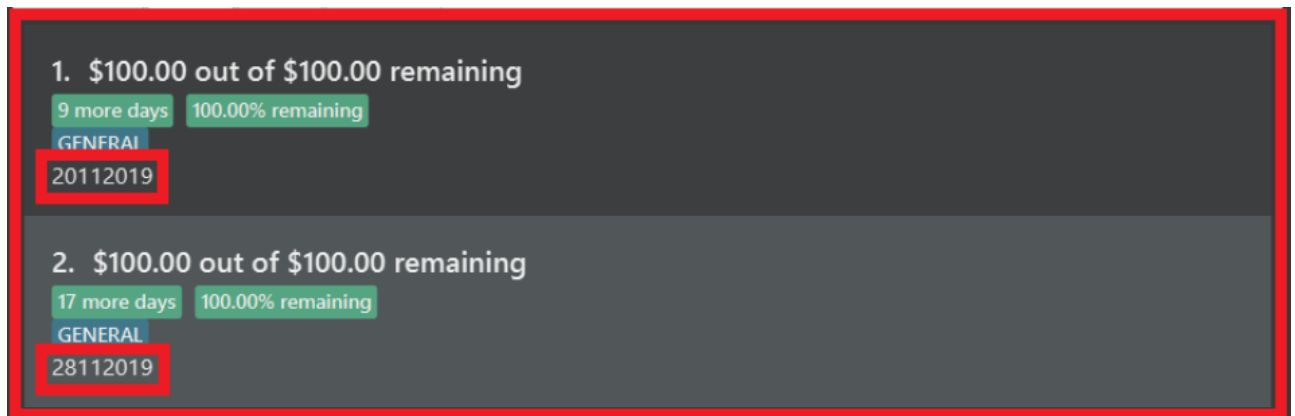 1. $100.00 out of $100.00 remaining
9 more days 100.00% remaining
GENERAL
20112019
2. $100.00 out of $100.00 remaining
17 more days 100.00% remaining
GENERAL
28112019